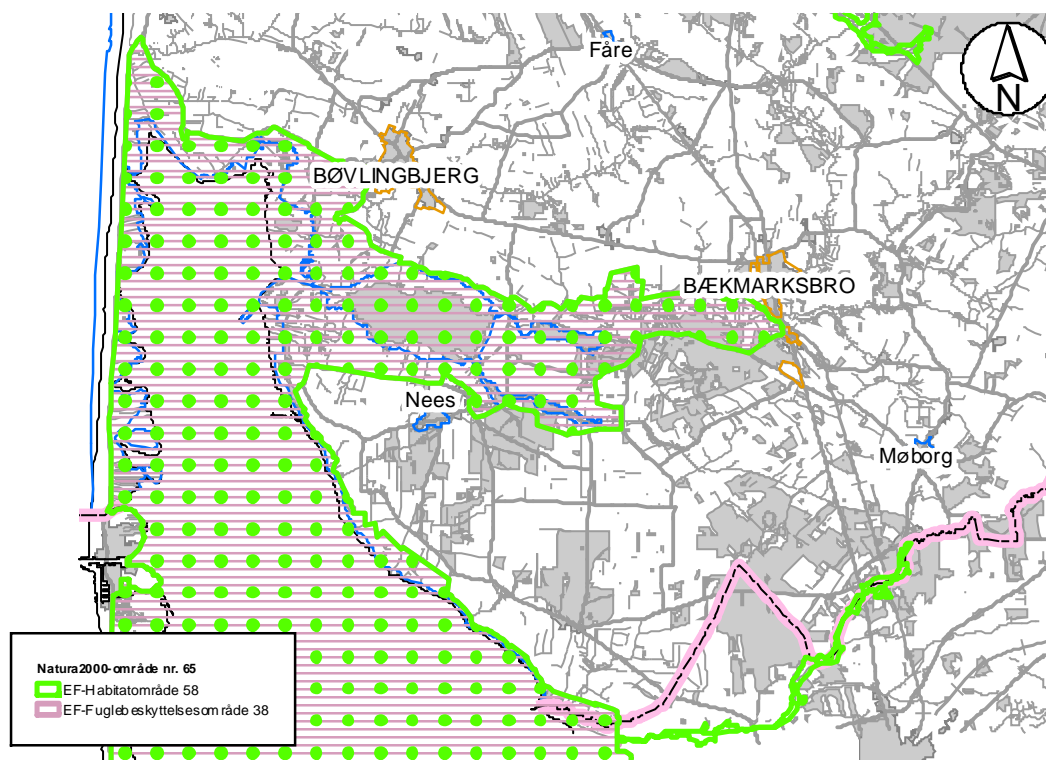 Fåre
N
BØVLINGBJERG
BÆKMARKSBRO
Nees
Møborg
Natura2000-område nr. 65
EF-Habitatområde 58
EF-Fuglebeskyttelsesområde 38